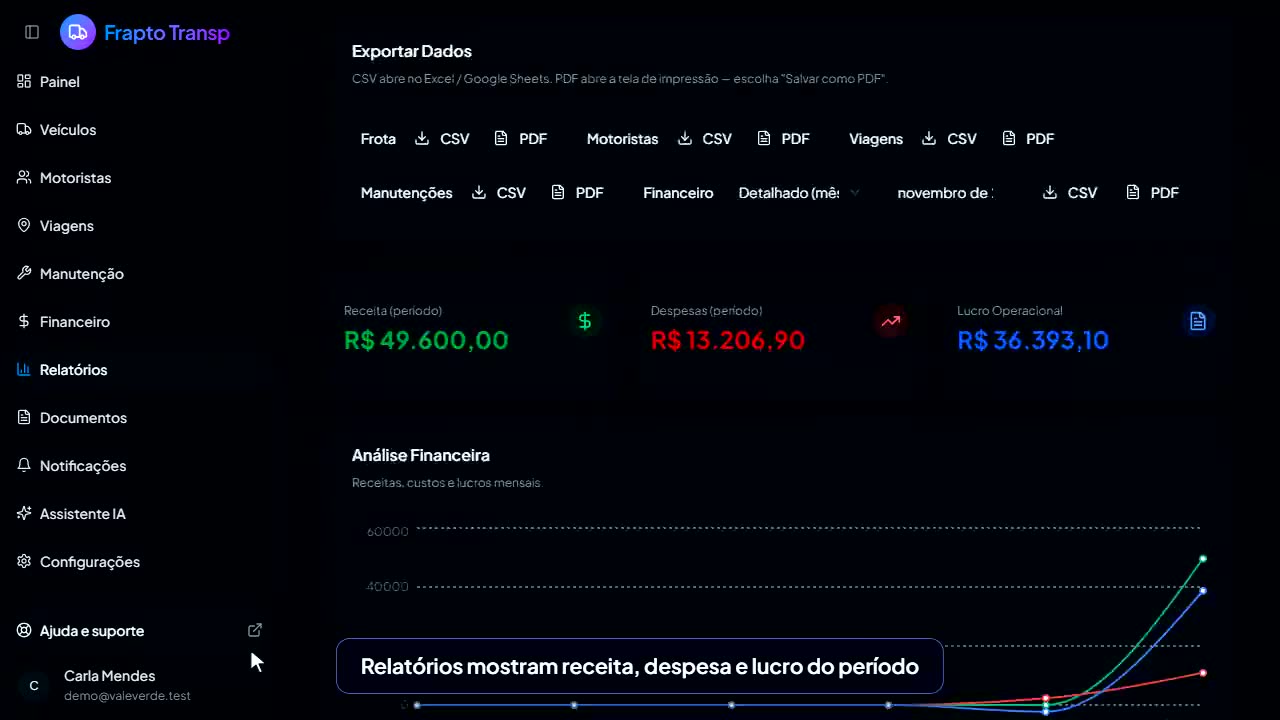 Frapto Transp
Painel
Veículos
Motoristas
Viagens
Manutenção
Financeiro
Relatórios
Documentos
Notificações
Assistente IA
Configurações
Ajuda e suporte
C
Carla Mendes
demo@valeverde.test
Exportar Dados
CSV abre no Excel / Google Sheets. PDF abre a tela de impressão — escolha "Salvar como PDF".
Frota CSV PDF Motoristas CSV PDF Viagens CSV PDF
Manutenções CSV PDF Financeiro Detalhado (mês novembro de CSV PDF
Receita (período)
R$ 49.600,00
Despesas (período)
R$ 13.206,90
Lucro Operacional
R$ 36.393,10
Análise Financeira
Receitas, custos e lucros mensais.
60000
40000
Relatórios mostram receita, despesa e lucro do período